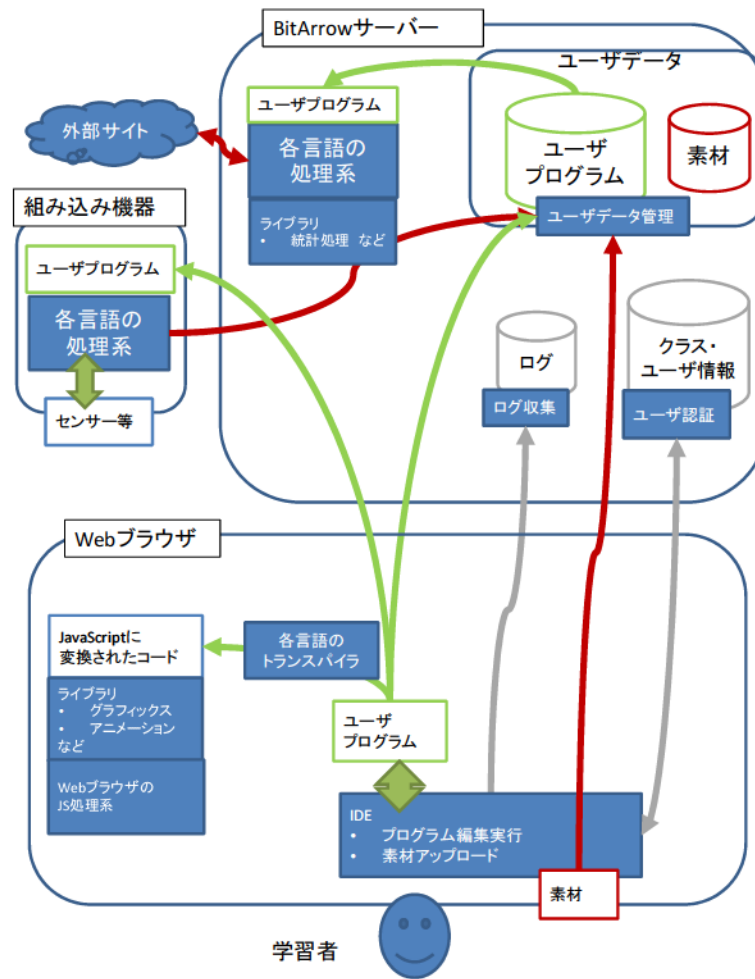 BitArrowサーバー
ユーザデータ
ユーザプログラム
各言語の
処理系
ライブラリ
• 統計処理 など
ユーザ
プログラム
素材
ユーザデータ管理
外部サイト
組み込み機器
ユーザプログラム
各言語の
処理系
センサー等
ログ
ログ収集
クラス・
ユーザ情報
ユーザ認証
Webブラウザ
JavaScriptに
変換されたコード
各言語の
トランスパイラ
ライブラリ
• グラフィックス
• アニメーション
など
Webブラウザの
JS処理系
ユーザ
プログラム
IDE
• プログラム編集実行
• 素材アップロード
素材
学習者